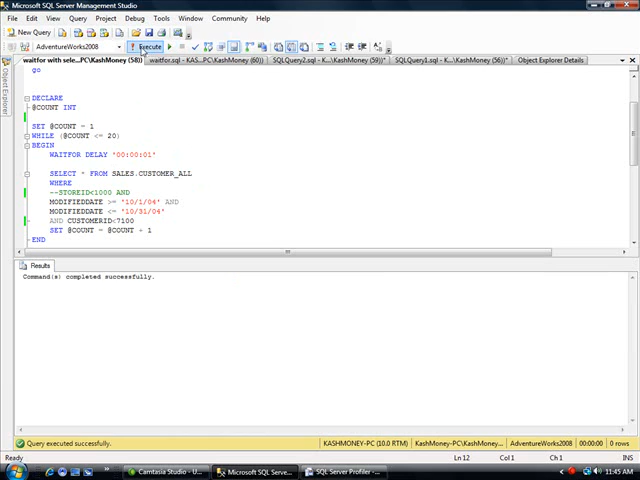 Microsoft SQL Server Management Studio
File Edit View Query Project Debug Tools Window Community Help
New Query
AdventureWorks2008 Execute
waitfor with sele...PC\KashMoney (58)) waitfor.sql - KAS...PC\KashMoney (60)) SQLQuery2.sql - K...\KashMoney (59))* SQLQuery1.sql - K...\KashMoney (56))* Object Explorer Details
Object Explorer
go
DECLARE
@COUNT INT
SET @COUNT = 1
WHILE (@COUNT <= 20)
BEGIN
WAITFOR DELAY '00:00:01'
SELECT * FROM SALES.CUSTOMER_ALL
WHERE
--STOREID<1000 AND
MODIFIEDDATE >= '10/1/04' AND
MODIFIEDDATE <= '10/31/04'
AND CUSTOMERID<7100
SET @COUNT = @COUNT + 1
END
Results
Command(s) completed successfully.
Query executed successfully. KASHMONEY-PC (10.0 RTM) KashMoney-PC\KashMoney... AdventureWorks2008 00:00:00 0 rows
Ready Ln 12 Col 1 Ch 1
Camtasia Studio - U... Microsoft SQL Serve... SQL Server Profiler -... 11:45 AM